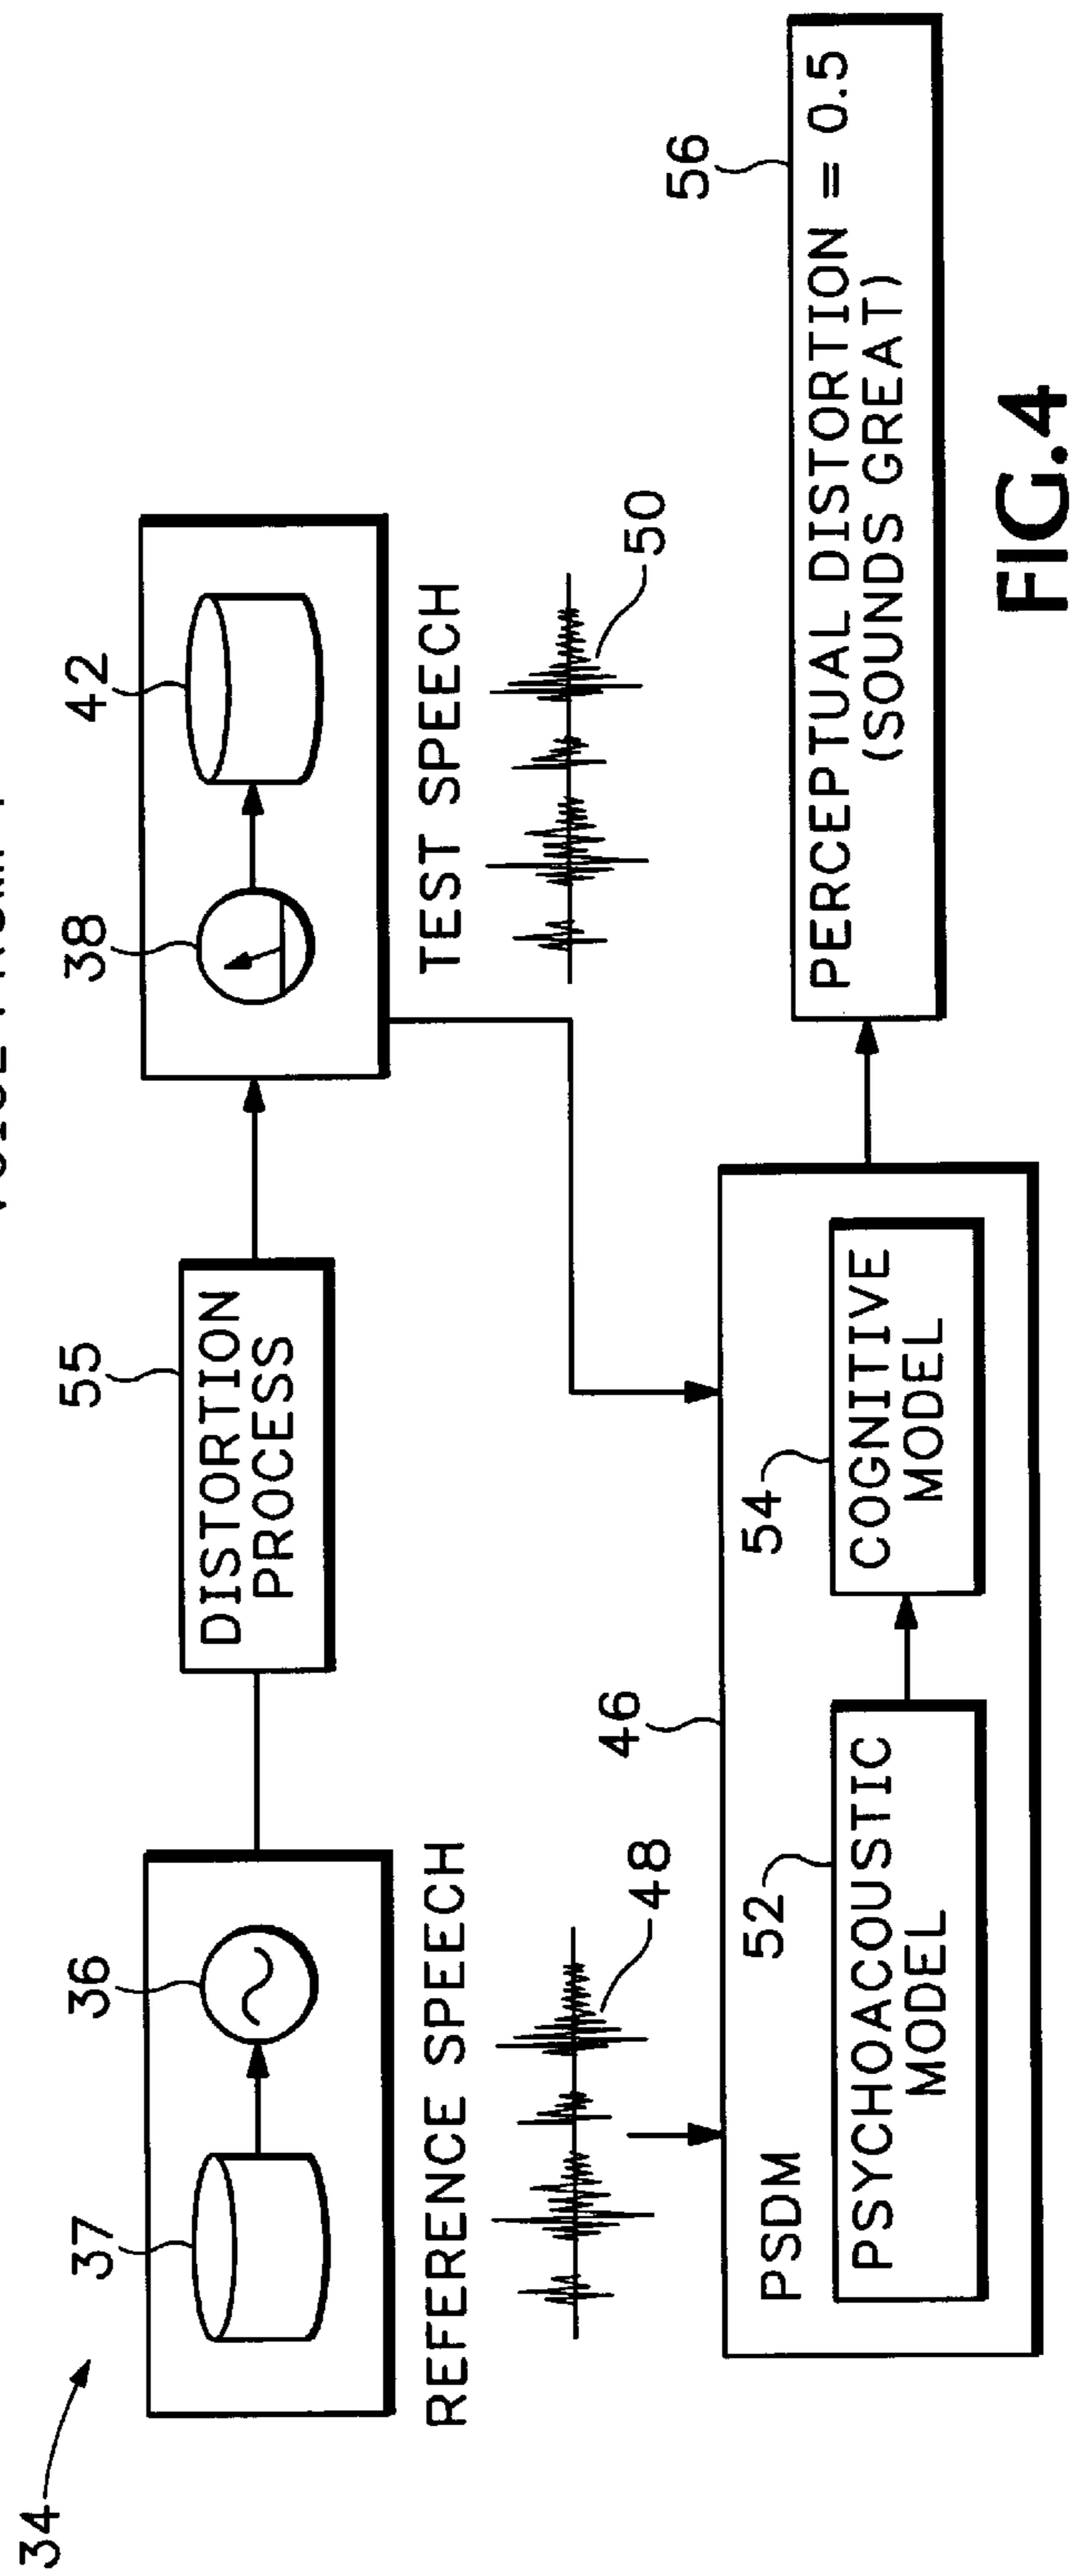 34
37
36
55
38
42
DISTORTION
PROCESS
REFERENCE SPEECH
TEST SPEECH
48
50
46
PSDM
52
54
PSYCHOACOUSTIC
MODEL
COGNITIVE
MODEL
56
PERCEPTUAL DISTORTION = 0.5
(SOUNDS GREAT)
FIG.4